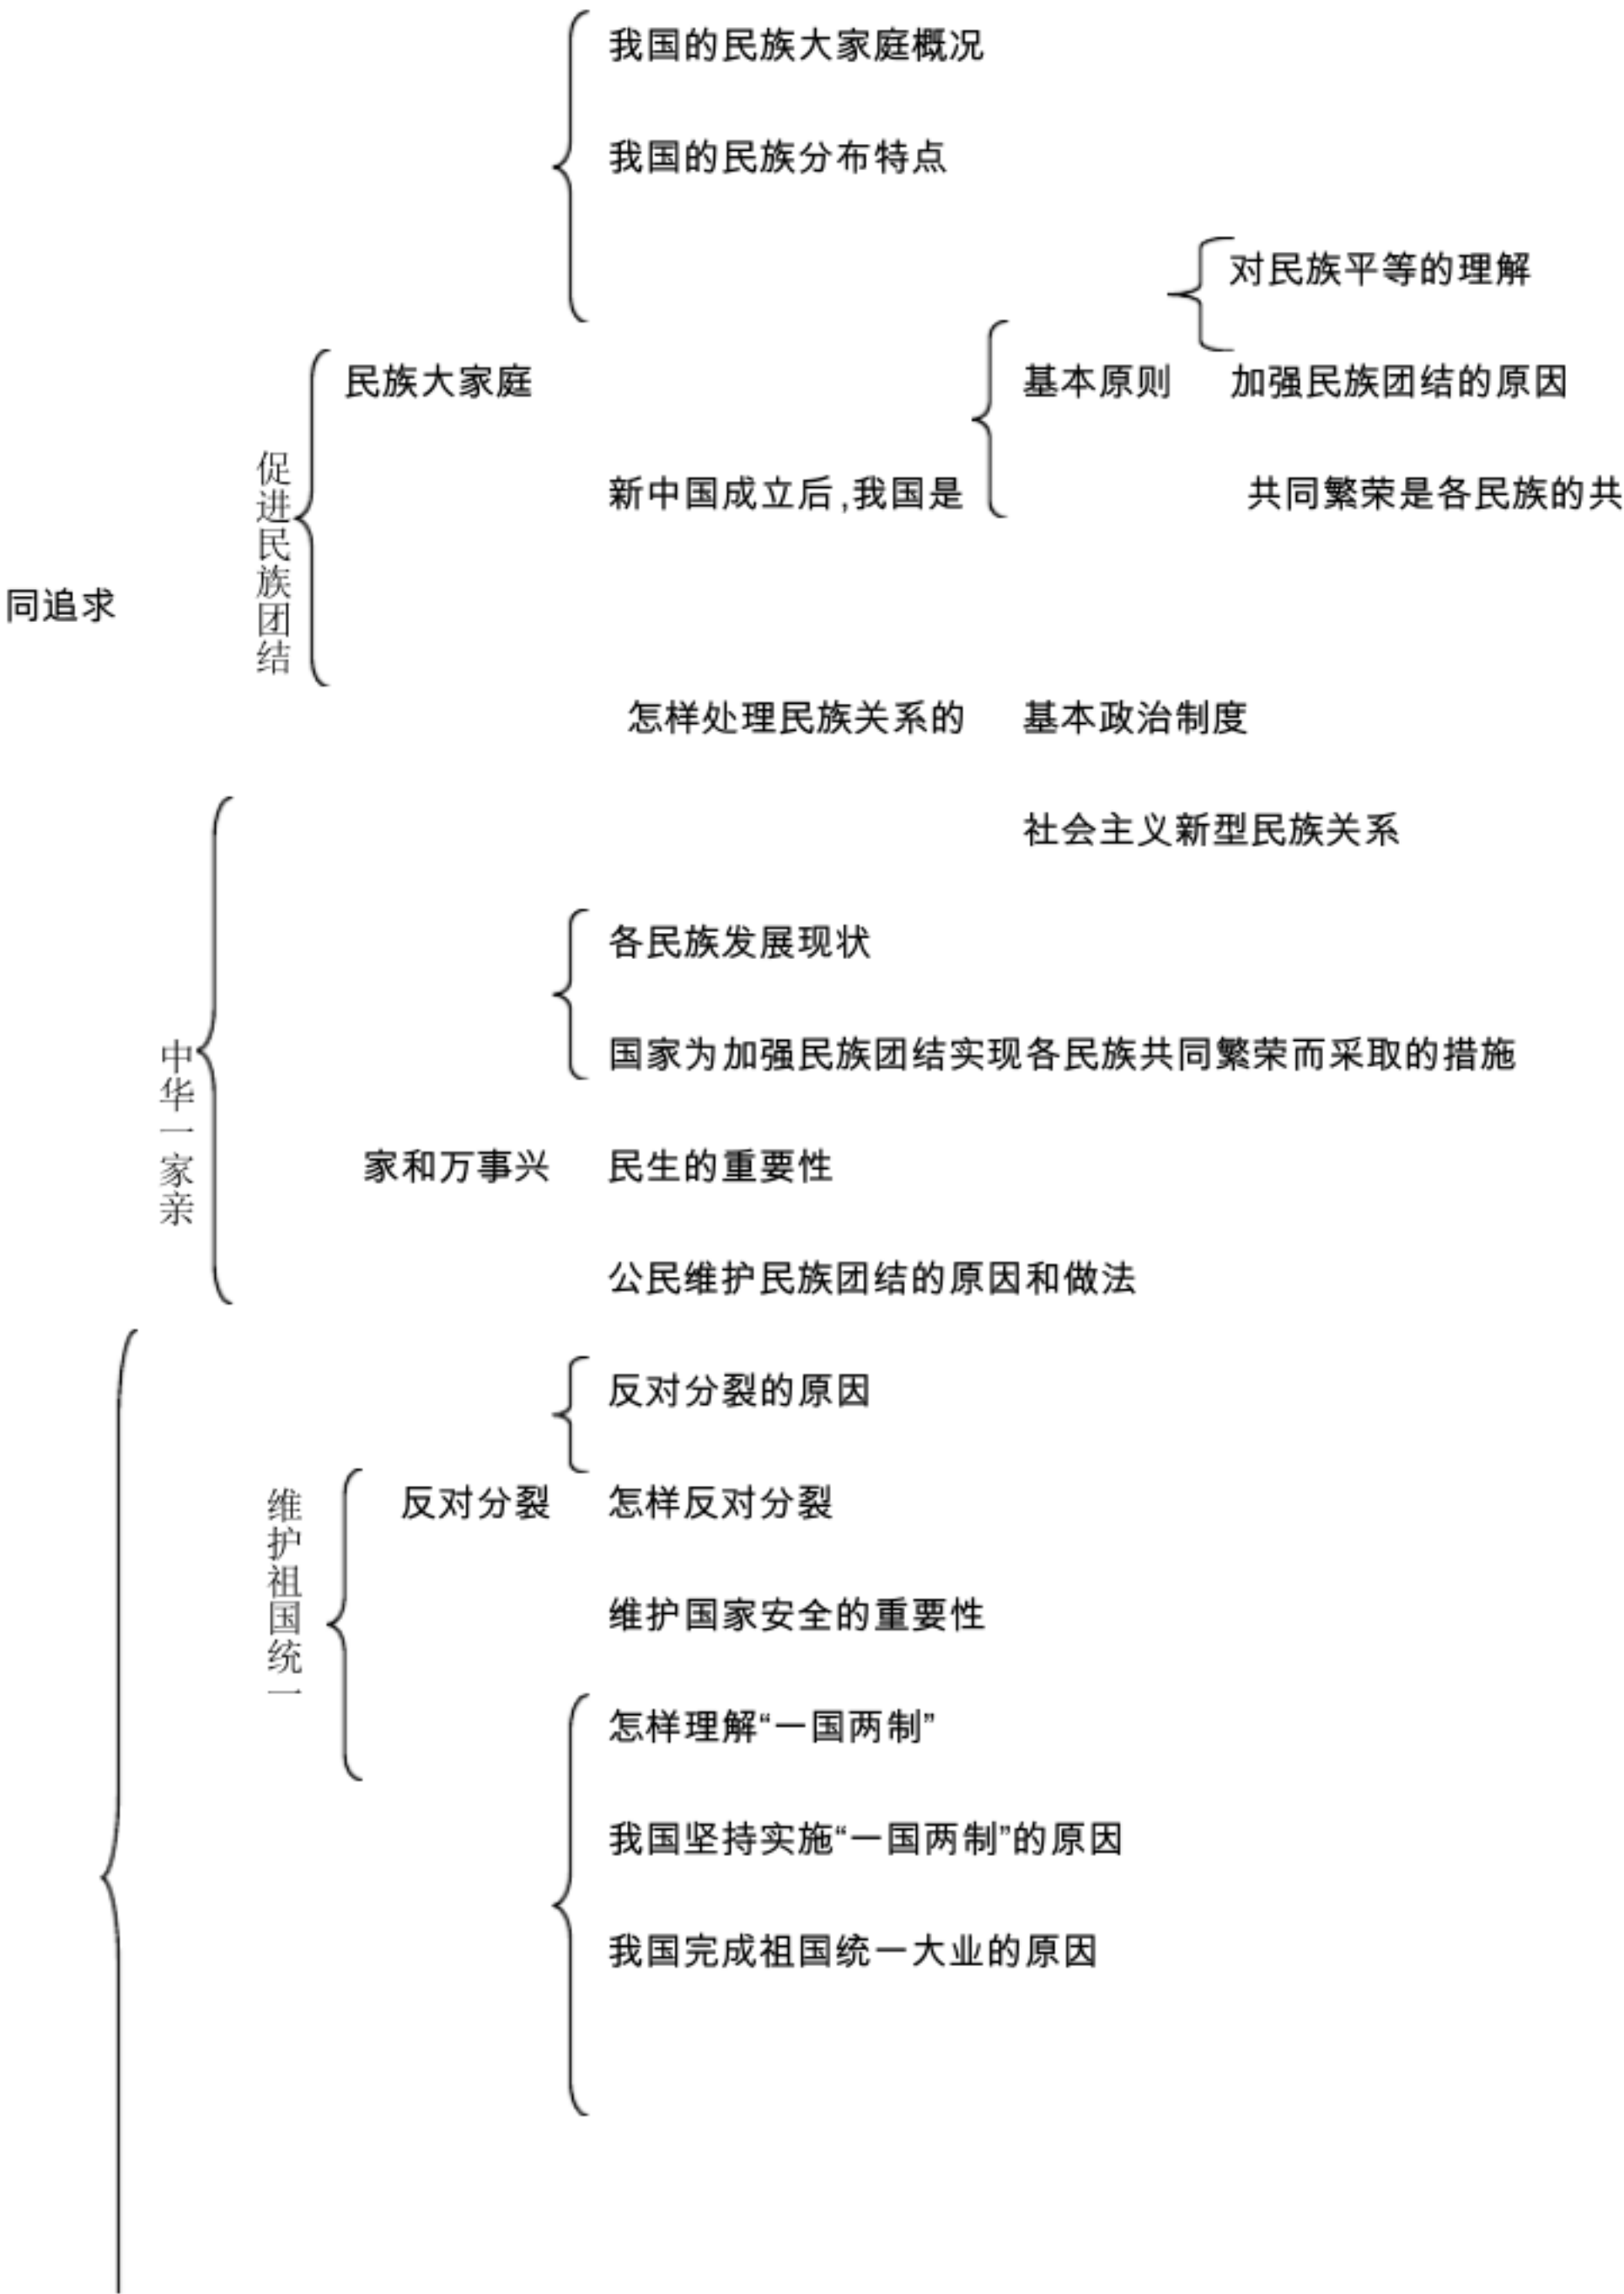 我国的民族大家庭概况
我国的民族分布特点
对民族平等的理解
民族大家庭 基本原则 加强民族团结的原因
促进民族团结
新中国成立后,我国是 共同繁荣是各民族的共
同追求
怎样处理民族关系的 基本政治制度
社会主义新型民族关系
各民族发展现状
中华一家亲
国家为加强民族团结实现各民族共同繁荣而采取的措施
家和万事兴 民生的重要性
公民维护民族团结的原因和做法
反对分裂的原因
维护祖国统一
反对分裂 怎样反对分裂
维护国家安全的重要性
怎样理解“一国两制”
我国坚持实施“一国两制”的原因
我国完成祖国统一大业的原因